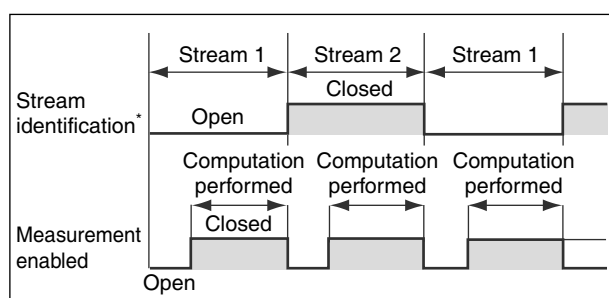 Stream 1 Stream 2 Stream 1
Closed
Stream
identification*
Open
Computation Computation Computation
performed performed performed
Closed
Measurement
enabled
Open